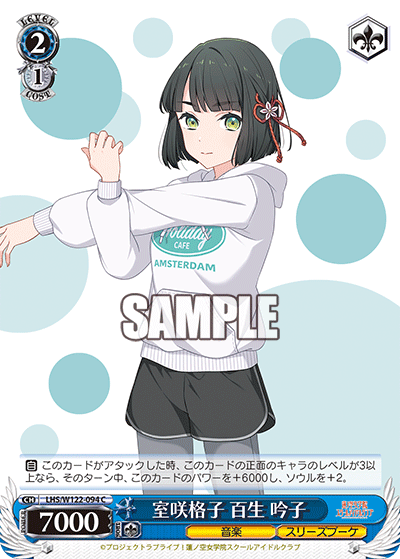 LEVEL
2
1
COST
Holiday
CAFE
AMSTERDAM
SAMPLE
自 このカードがアタックした時、このカードの正面のキャラのレベルが3以
上なら、そのターン中、このカードのパワーを+6000し、ソウルを+2。
CH LHS/W122-094 C
7000
POWER
室咲格子 百生 吟子
音楽
スリーズブーケ
©プロジェクトラブライブ！蓮ノ空女学院スクールアイドルクラブ